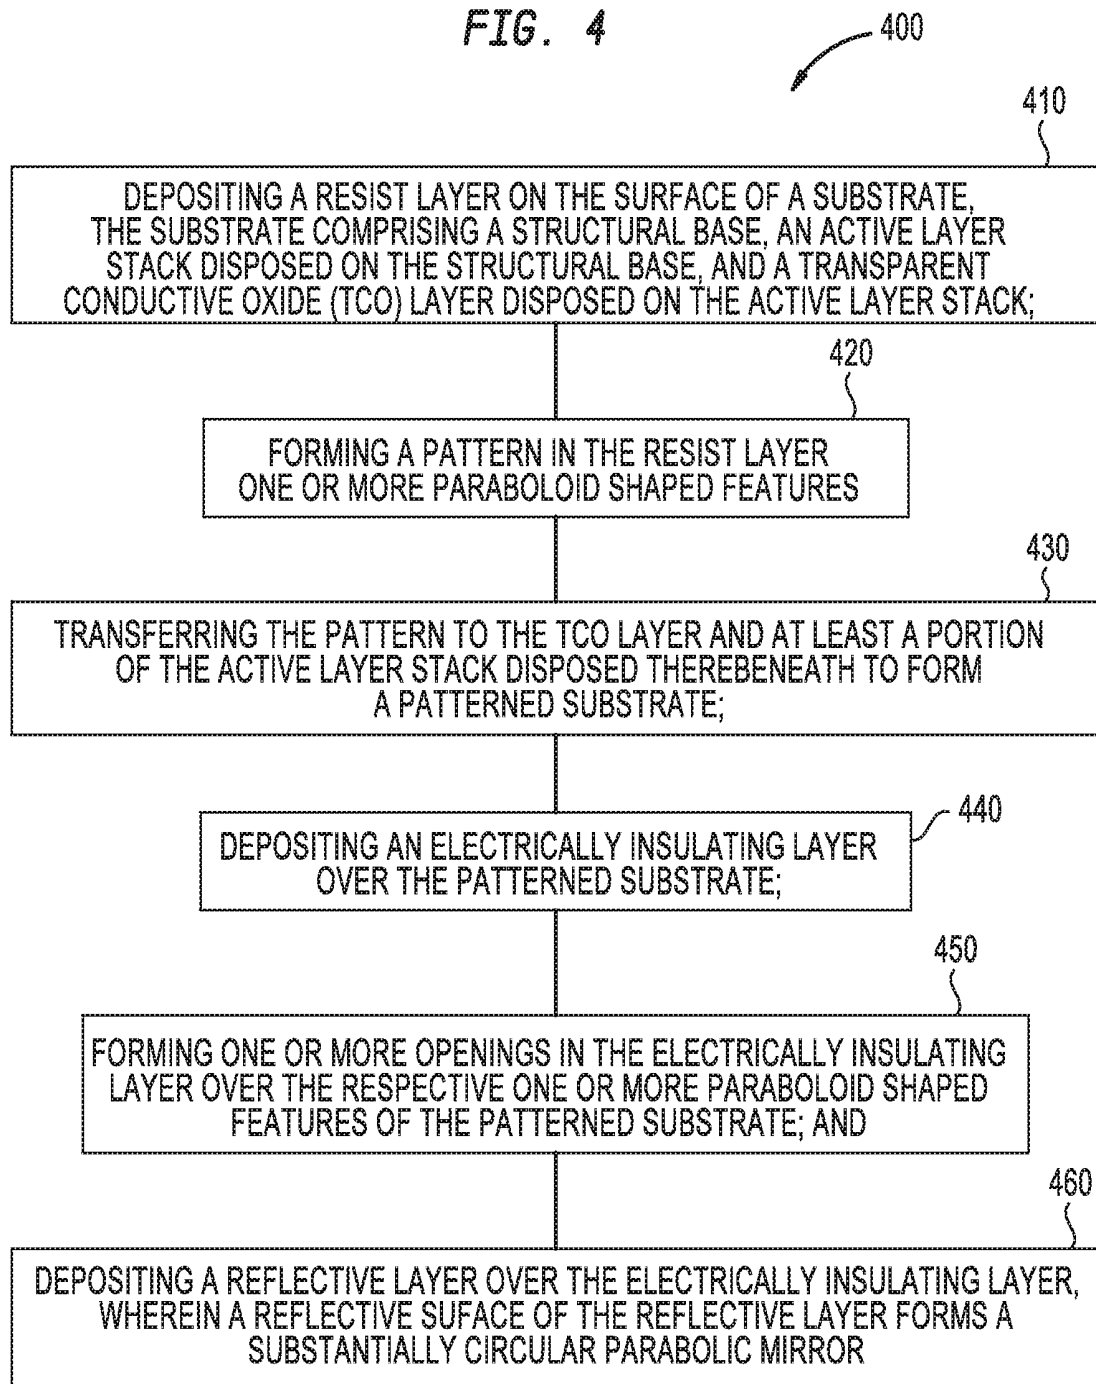 FIG. 4
400
410
DEPOSITING A RESIST LAYER ON THE SURFACE OF A SUBSTRATE,
THE SUBSTRATE COMPRISING A STRUCTURAL BASE, AN ACTIVE LAYER
STACK DISPOSED ON THE STRUCTURAL BASE, AND A TRANSPARENT
CONDUCTIVE OXIDE (TCO) LAYER DISPOSED ON THE ACTIVE LAYER STACK;
420
FORMING A PATTERN IN THE RESIST LAYER
ONE OR MORE PARABOLOID SHAPED FEATURES
430
TRANSFERRING THE PATTERN TO THE TCO LAYER AND AT LEAST A PORTION
OF THE ACTIVE LAYER STACK DISPOSED THEREBENEATH TO FORM
A PATTERNED SUBSTRATE;
440
DEPOSITING AN ELECTRICALLY INSULATING LAYER
OVER THE PATTERNED SUBSTRATE;
450
FORMING ONE OR MORE OPENINGS IN THE ELECTRICALLY INSULATING
LAYER OVER THE RESPECTIVE ONE OR MORE PARABOLOID SHAPED
FEATURES OF THE PATTERNED SUBSTRATE; AND
460
DEPOSITING A REFLECTIVE LAYER OVER THE ELECTRICALLY INSULATING LAYER,
WHEREIN A REFLECTIVE SUFACE OF THE REFLECTIVE LAYER FORMS A
SUBSTANTIALLY CIRCULAR PARABOLIC MIRROR